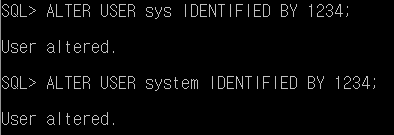 SQL> ALTER USER sys IDENTIFIED BY 1234;
User altered.
SQL> ALTER USER system IDENTIFIED BY 1234;
User altered.